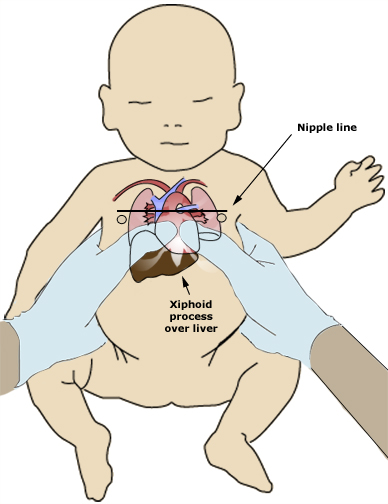 Nipple line
Xiphoid
process
over liver